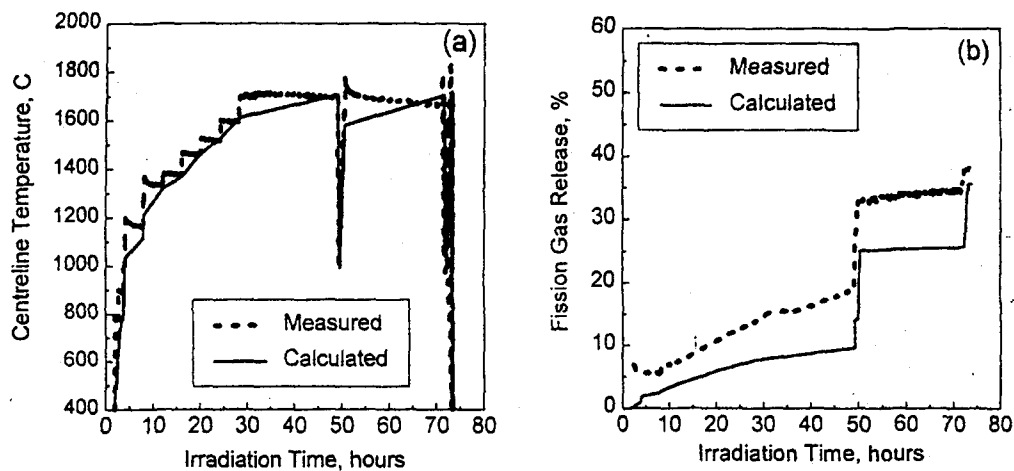 (a)
2000
1800
1600
1400
1200
1000
800
600
400
Centreline Temperature, C
Measured
Calculated
0 10 20 30 40 50 60 70 80
Irradiation Time, hours
(b)
60
50
40
30
20
10
0
Fission Gas Release, %
Measured
Calculated
0 10 20 30 40 50 60 70 80
Irradiation Time, hours